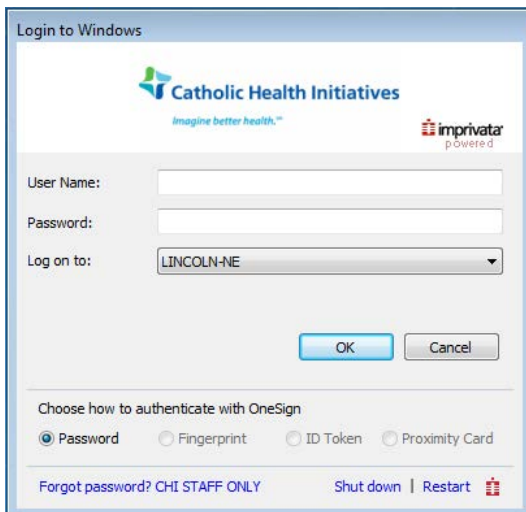 Login to Windows
Catholic Health Initiatives
Imagine better health.℠
imprivata®
powered
User Name:
Password:
Log on to: LINCOLN-NE
OK Cancel
Choose how to authenticate with OneSign
Password Fingerprint ID Token Proximity Card
Forgot password? CHI STAFF ONLY Shut down | Restart